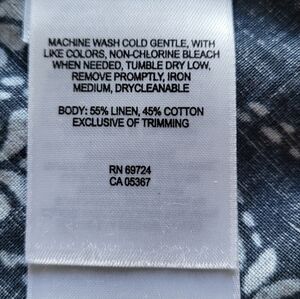 MACHINE WASH COLD GENTLE, WITH
LIKE COLORS, NON-CHLORINE BLEACH
WHEN NEEDED, TUMBLE DRY LOW,
REMOVE PROMPTLY, IRON
MEDIUM, DRYCLEANABLE
BODY: 55% LINEN, 45% COTTON
EXCLUSIVE OF TRIMMING
RN 69724
CA 05367